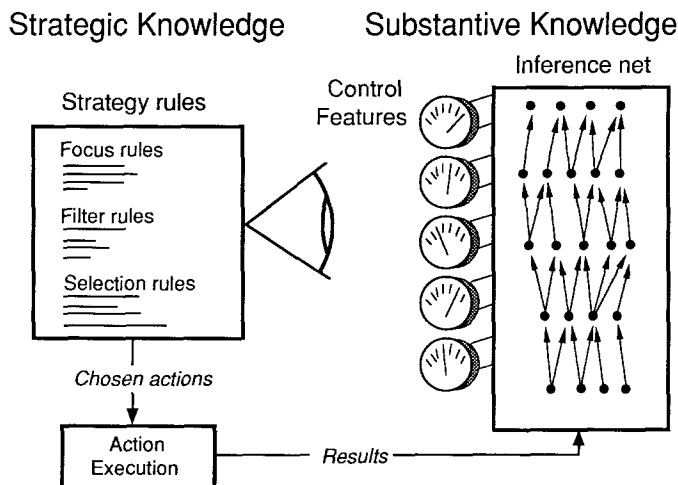 Strategic Knowledge
Substantive Knowledge
Strategy rules
Focus rules
Filter rules
Selection rules
Control
Features
Inference net
Chosen actions
Action
Execution
Results